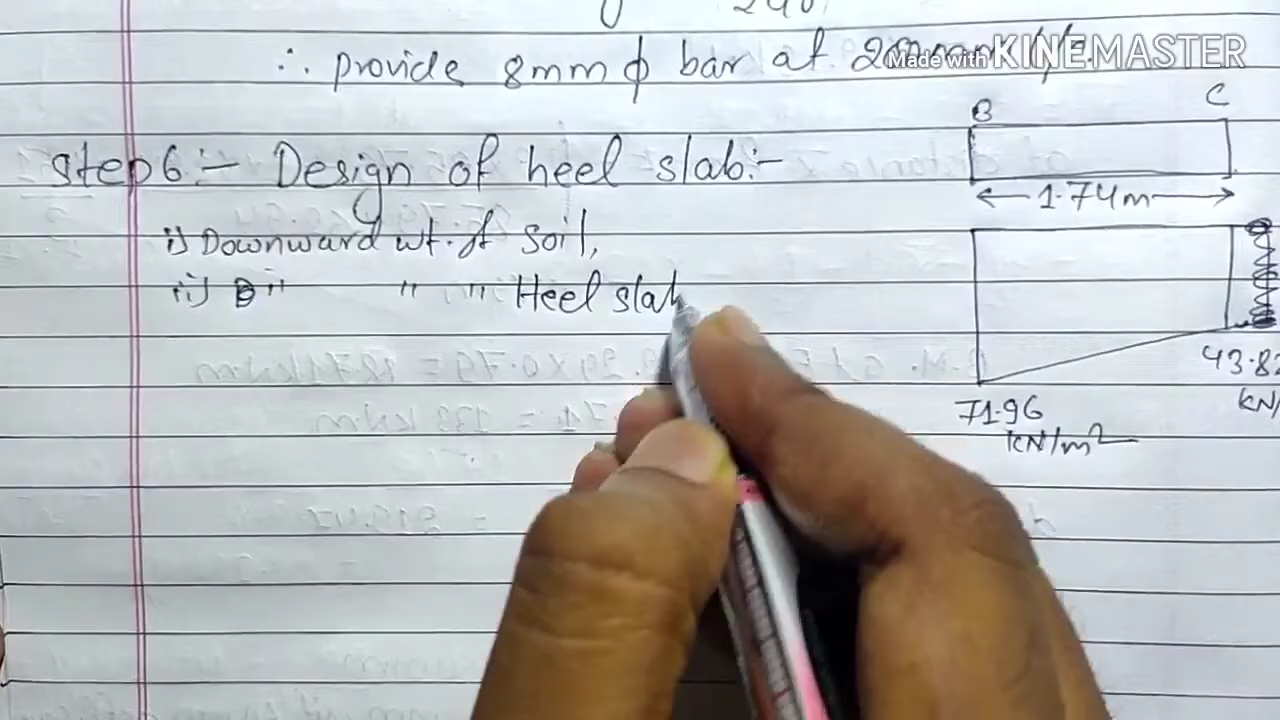 ∴ provide 8mm ϕ bar at
Made with KINEMASTER
Step 6:- Design of heel slab:-
i) Downward wt. of soil,
ii) " " " Heel slab
B C
1.74m
43.82
KN/
71.96
KN/m2